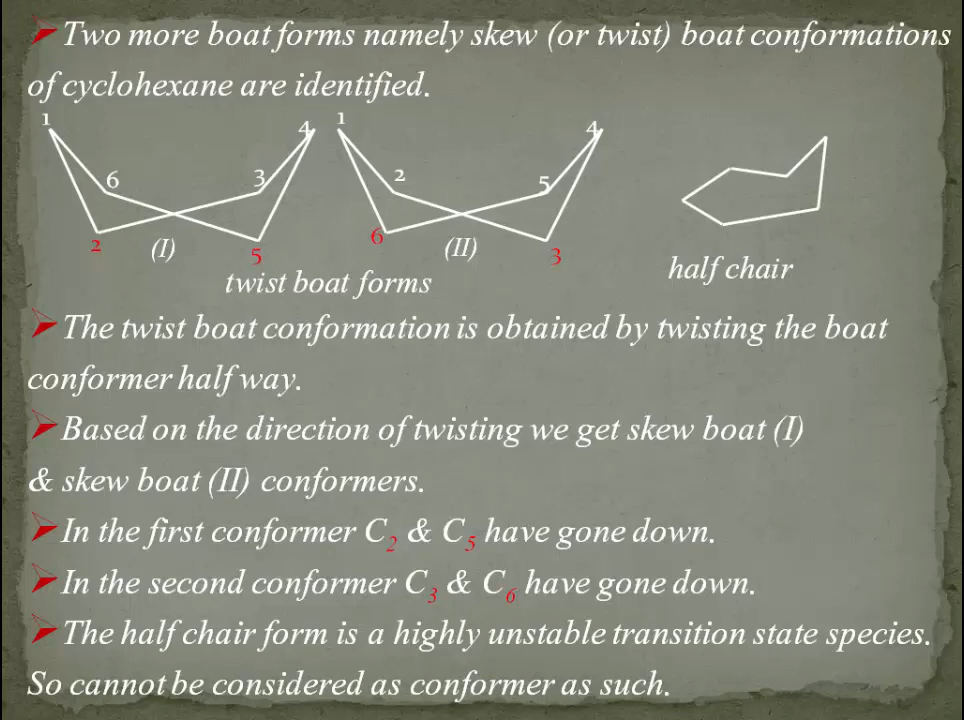 Two more boat forms namely skew (or twist) boat conformations
of cyclohexane are identified.
1 4 1 4
6 3 2 5
2 (I) 5 6 (II) 3
twist boat forms half chair
The twist boat conformation is obtained by twisting the boat
conformer half way.
Based on the direction of twisting we get skew boat (I)
& skew boat (II) conformers.
In the first conformer C₂ & C₅ have gone down.
In the second conformer C₃ & C₆ have gone down.
The half chair form is a highly unstable transition state species.
So cannot be considered as conformer as such.